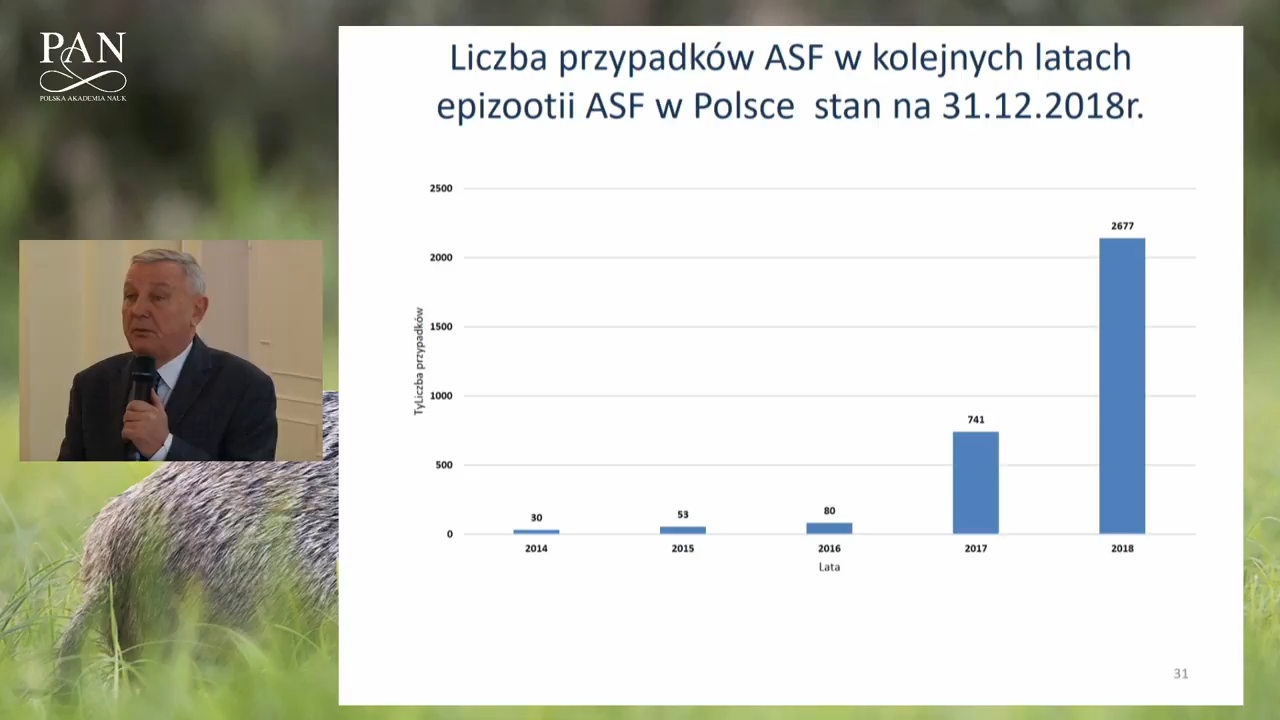 PAN
POLSKA AKADEMIA NAUK
Liczba przypadków ASF w kolejnych latach
epizootii ASF w Polsce stan na 31.12.2018r.
2500
2000
1500
1000
500
0
TyLiczba przypadków
30
53
80
741
2677
2014
2015
2016
2017
2018
Lata
31